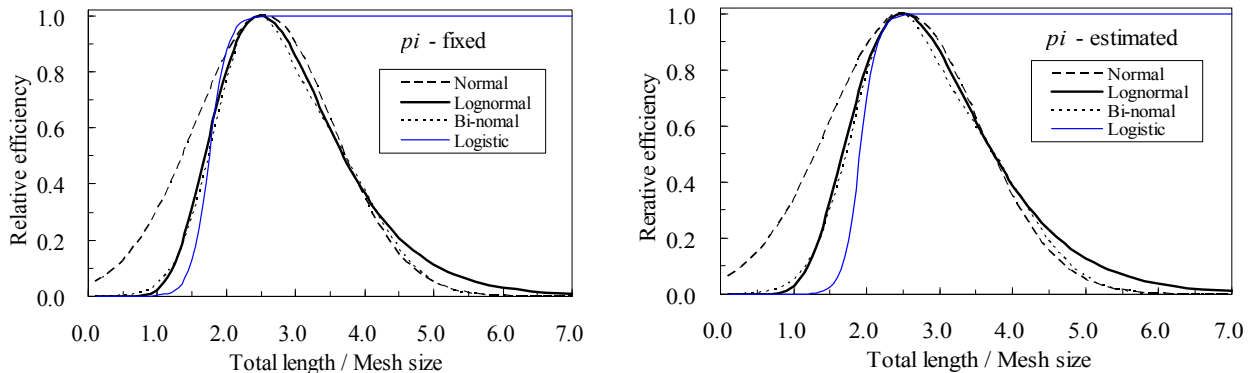 pi - fixed
Normal
Lognormal
Bi-nomal
Logistic
Relative efficiency
1.0
0.8
0.6
0.4
0.2
0.0
0.0 1.0 2.0 3.0 4.0 5.0 6.0 7.0
Total length / Mesh size
pi - estimated
Normal
Lognormal
Bi-nomal
Logistic
Rerative efficiency
1.0
0.8
0.6
0.4
0.2
0.0
0.0 1.0 2.0 3.0 4.0 5.0 6.0 7.0
Total length / Mesh size